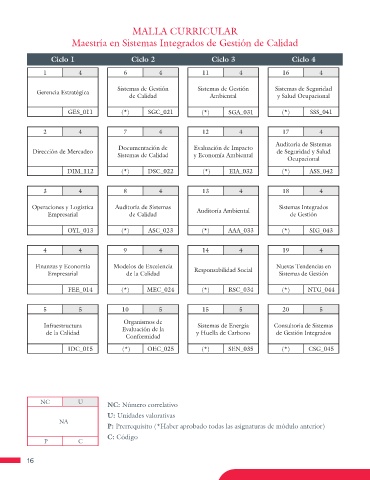 MALLA CURRICULAR
Maestría en Sistemas Integrados de Gestión de Calidad
Ciclo 1 Ciclo 2 Ciclo 3 Ciclo 4
1 4 6 4 11 4 16 4
Gerencia Estratégica
Sistemas de Gestión
de Calidad
Sistemas de Gestión
Ambiental
Sistemas de Seguridad
y Salud Ocupacional
GES_011 (*) SGC_021 (*) SGA_031 (*) SSS_041
2 4 7 4 12 4 17 4
Dirección de Mercadeo
Documentación de
Sistemas de Calidad
Evaluación de Impacto
y Economía Ambiental
Auditoría de Sistemas
de Seguridad y Salud
Ocupacional
DIM_112 (*) DSC_022 (*) EIA_032 (*) ASS_042
3 4 8 4 13 4 18 4
Operaciones y Logística
Empresarial
Auditoría de Sistemas
de Calidad
Auditoría Ambiental
Sistemas Integrados
de Gestión
OYL_013 (*) ASC_023 (*) AAA_033 (*) SIG_043
4 4 9 4 14 4 19 4
Finanzas y Economía
Empresarial
Modelos de Excelencia
de la Calidad
Responsabilidad Social
Nuevas Tendencias en
Sistemas de Gestión
FEE_014 (*) MEC_024 (*) RSC_034 (*) NTG_044
5 5 10 5 15 5 20 5
Infraestructura
de la Calidad
Organismos de
Evaluación de la
Conformidad
Sistemas de Energía
y Huella de Carbono
Consultoría de Sistemas
de Gestión Integrados
IDC_015 (*) OEC_025 (*) SEN_035 (*) CSG_045
NC U
NA
P C
NC: Número correlativo
U: Unidades valorativas
P: Prerrequisito (*Haber aprobado todas las asignaturas de módulo anterior)
C: Código
16